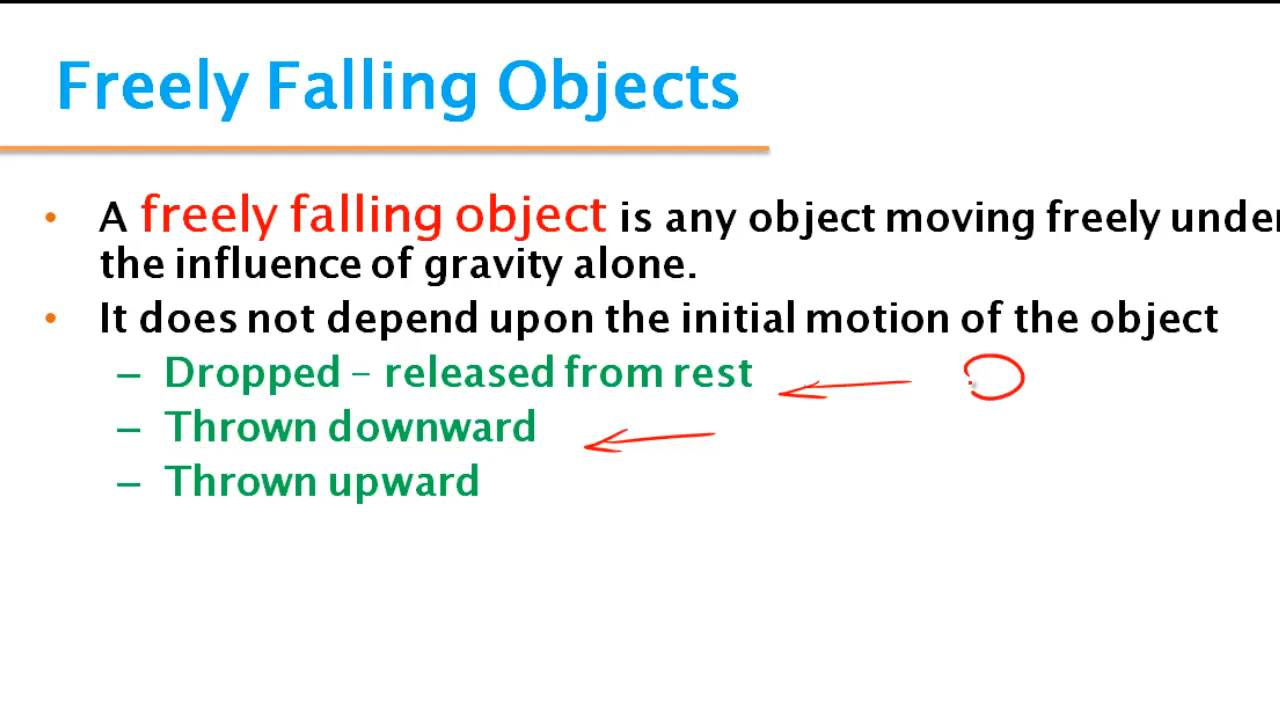 Freely Falling Objects
• A freely falling object is any object moving freely under
the influence of gravity alone.
• It does not depend upon the initial motion of the object
– Dropped – released from rest
– Thrown downward
– Thrown upward